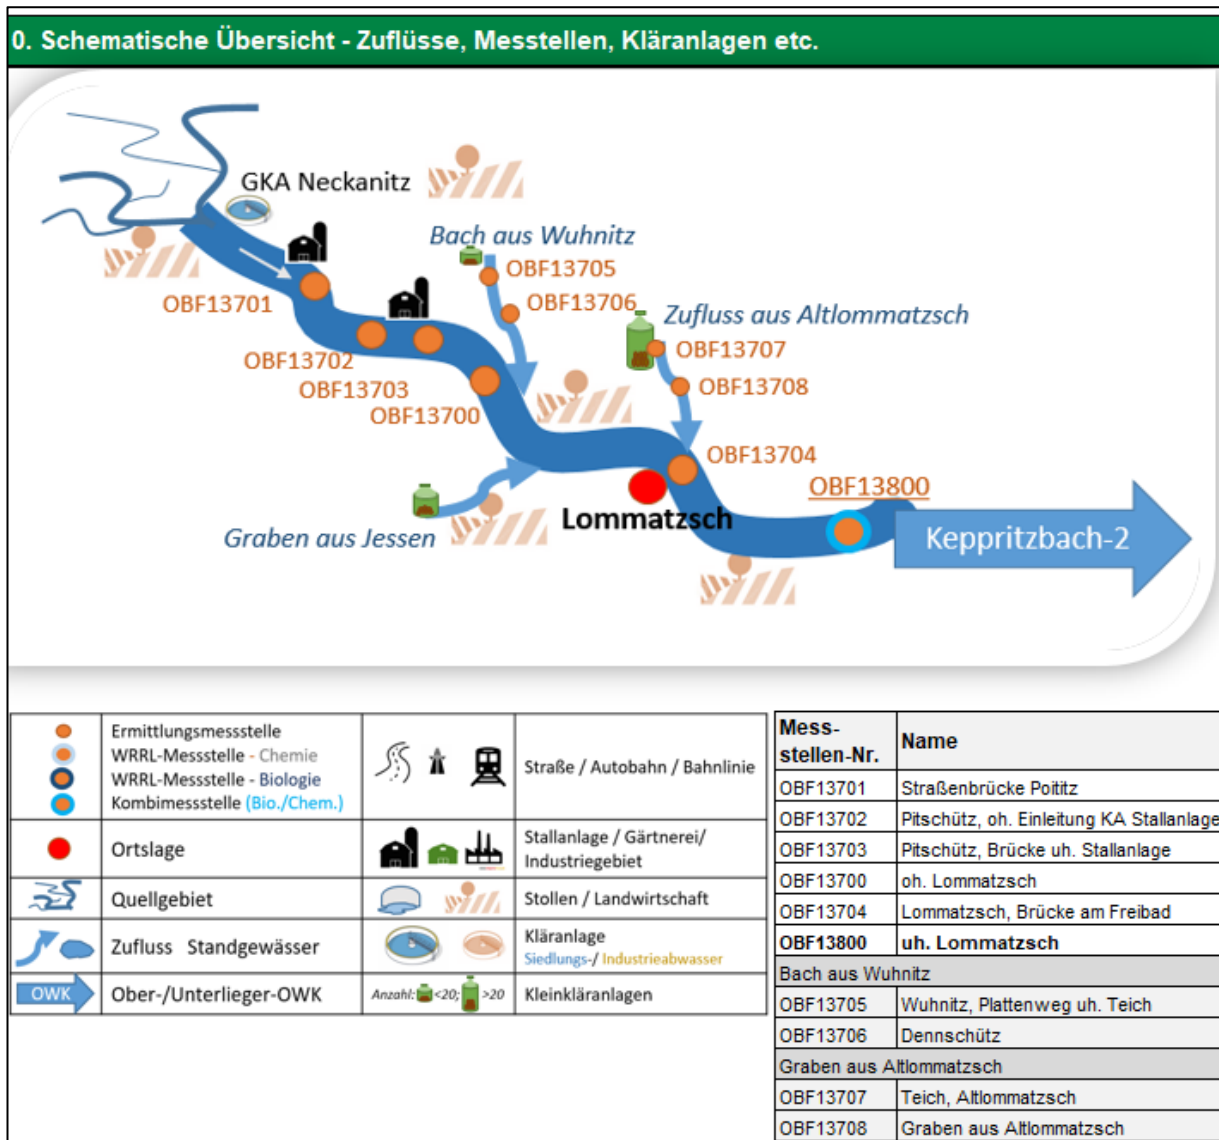 0. Schematische Übersicht - Zuflüsse, Messtellen, Kläranlagen etc.
GKA Neckanitz
Bach aus Wuhnitz
OBF13705
OBF13701
OBF13706
Zufluss aus Altlommatzsch
OBF13707
OBF13702
OBF13703
OBF13708
OBF13700
OBF13704
OBF13800
Lommatzsch
Graben aus Jessen
Keppritzbach-2
Ermittlungsmessstelle
WRRL-Messstelle - Chemie
WRRL-Messstelle - Biologie
Kombimessstelle (Bio./Chem.)
Straße / Autobahn / Bahnlinie
Ortslage
Stallanlage / Gärtnerei/
Industriegebiet
Quellgebiet
Stollen / Landwirtschaft
Zufluss Standgewässer
Kläranlage
Siedlungs-/ Industrieabwasser
OWK
Ober-/Unterlieger-OWK
Anzahl: <20; >20
Kleinkläranlagen
Mess-
stellen-Nr.
Name
OBF13701 Straßenbrücke Poititz
OBF13702 Pitschütz, oh. Einleitung KA Stallanlage
OBF13703 Pitschütz, Brücke uh. Stallanlage
OBF13700 oh. Lommatzsch
OBF13704 Lommatzsch, Brücke am Freibad
OBF13800 uh. Lommatzsch
Bach aus Wuhnitz
OBF13705 Wuhnitz, Plattenweg uh. Teich
OBF13706 Dennschütz
Graben aus Altlommatzsch
OBF13707 Teich, Altlommatzsch
OBF13708 Graben aus Altlommatzsch